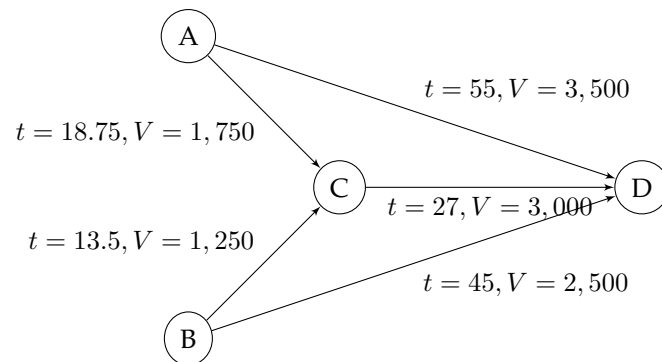 A
t = 55, V = 3, 500
t = 18.75, V = 1, 750
C
D
t = 27, V = 3, 000
t = 13.5, V = 1, 250
t = 45, V = 2, 500
B